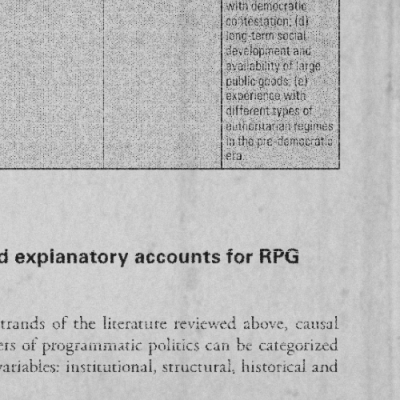 with democratic
contestation; (d)
long-term social
development and
availability of large
public goods; (e)
experience with
different types of
authoritarian regimes
in the pre-democratic
era.
d explanatory accounts for RPG
trands of the literature reviewed above, causal
ers of programmatic politics can be categorized
variables: institutional, structural, historical and